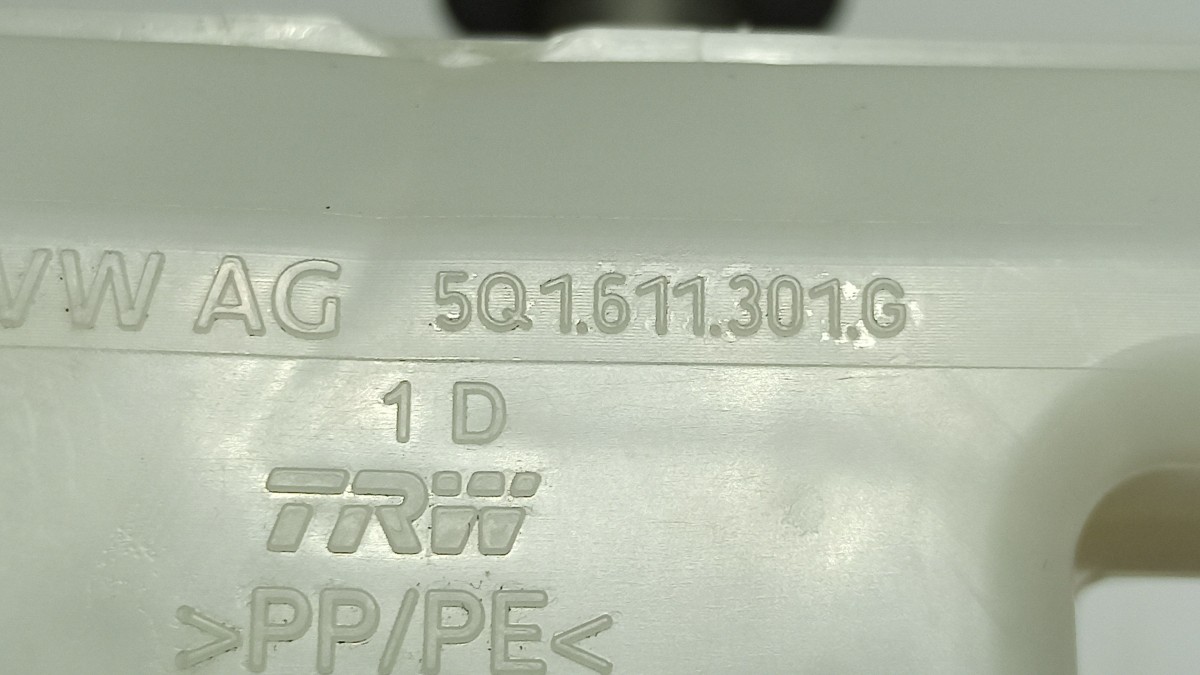 VW AG 5Q1.611.301.G
1 D
TRW
>PP/PE<